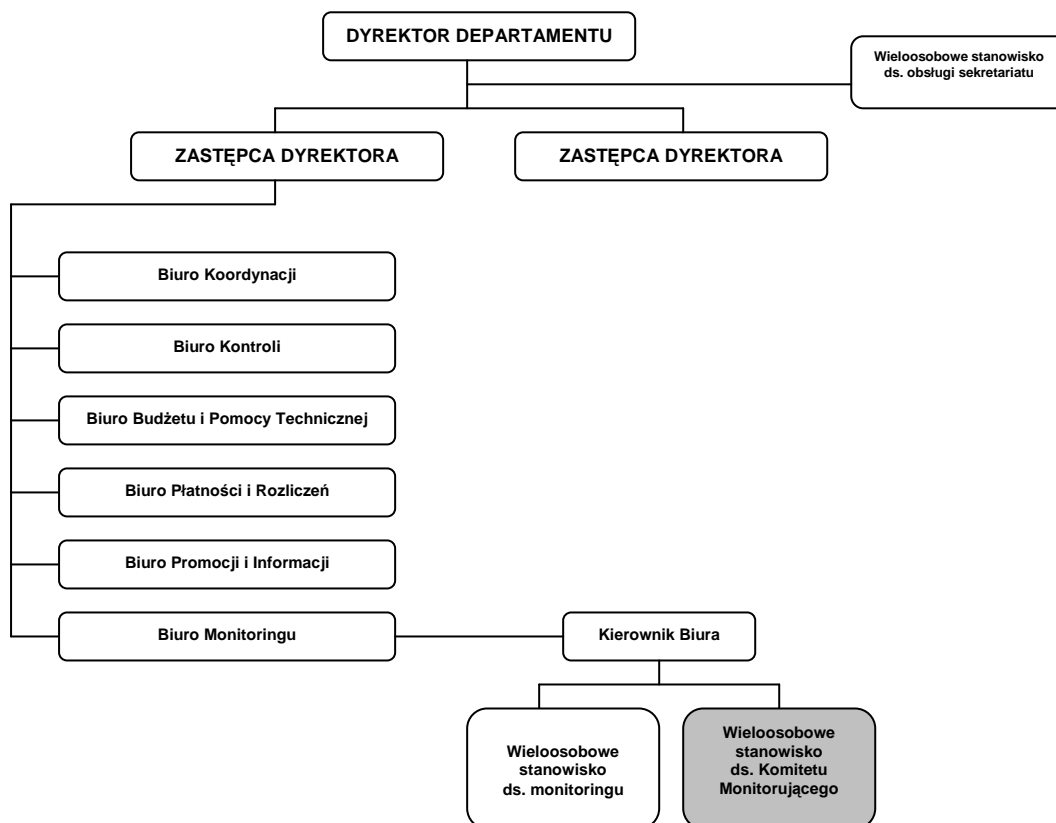 DYREKTOR DEPARTAMENTU
Wieloosobowe stanowisko
ds. obsługi sekretariatu
ZASTĘPCA DYREKTORA
ZASTĘPCA DYREKTORA
Biuro Koordynacji
Biuro Kontroli
Biuro Budżetu i Pomocy Technicznej
Biuro Płatności i Rozliczeń
Biuro Promocji i Informacji
Biuro Monitoringu
Kierownik Biura
Wieloosobowe
stanowisko
ds. monitoringu
Wieloosobowe
stanowisko
ds. Komitetu
Monitorującego